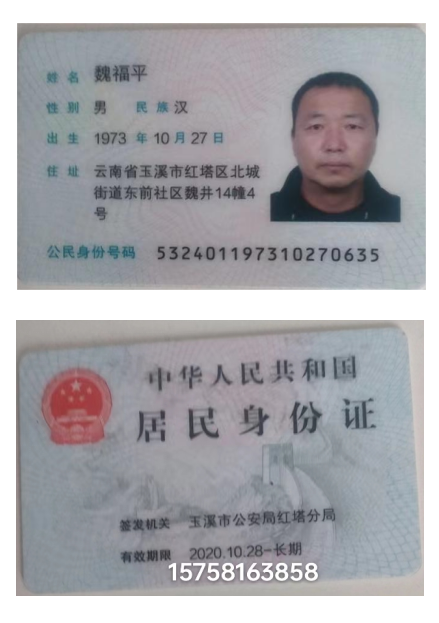 姓名 魏福平
性别 男 民族 汉
出生 1973 年 10 月 27 日
住址 云南省玉溪市红塔区北城
街道东前社区魏井14幢4
号
公民身份号码 532401197310270635
中华人民共和国
居民身份证
签发机关 玉溪市公安局红塔分局
有效期限 2020.10.28-长期
15758163858